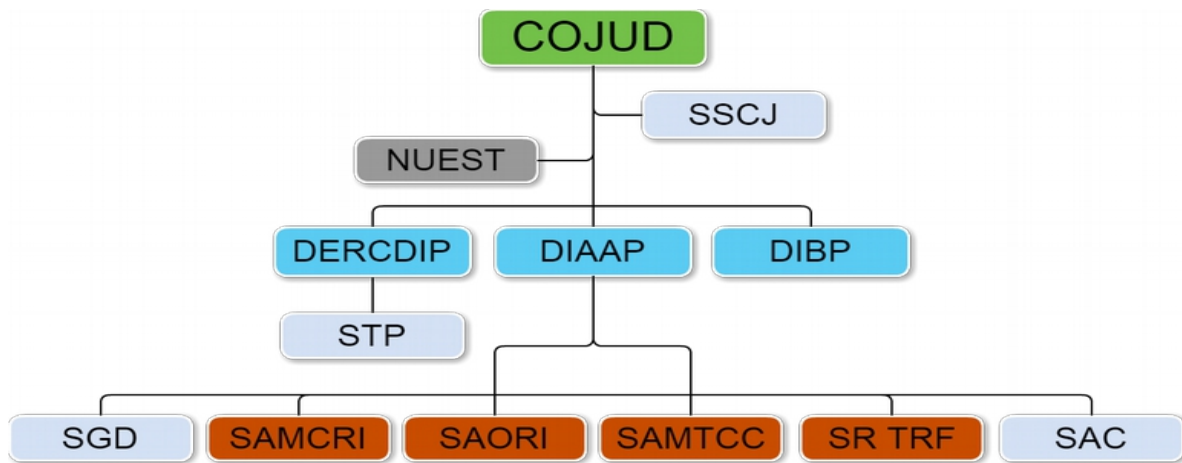 COJUD
SSCJ
NUEST
DERCDIP
DIAAP
DIBP
STP
SGD
SAMCRI
SAORI
SAMTCC
SR TRF
SAC